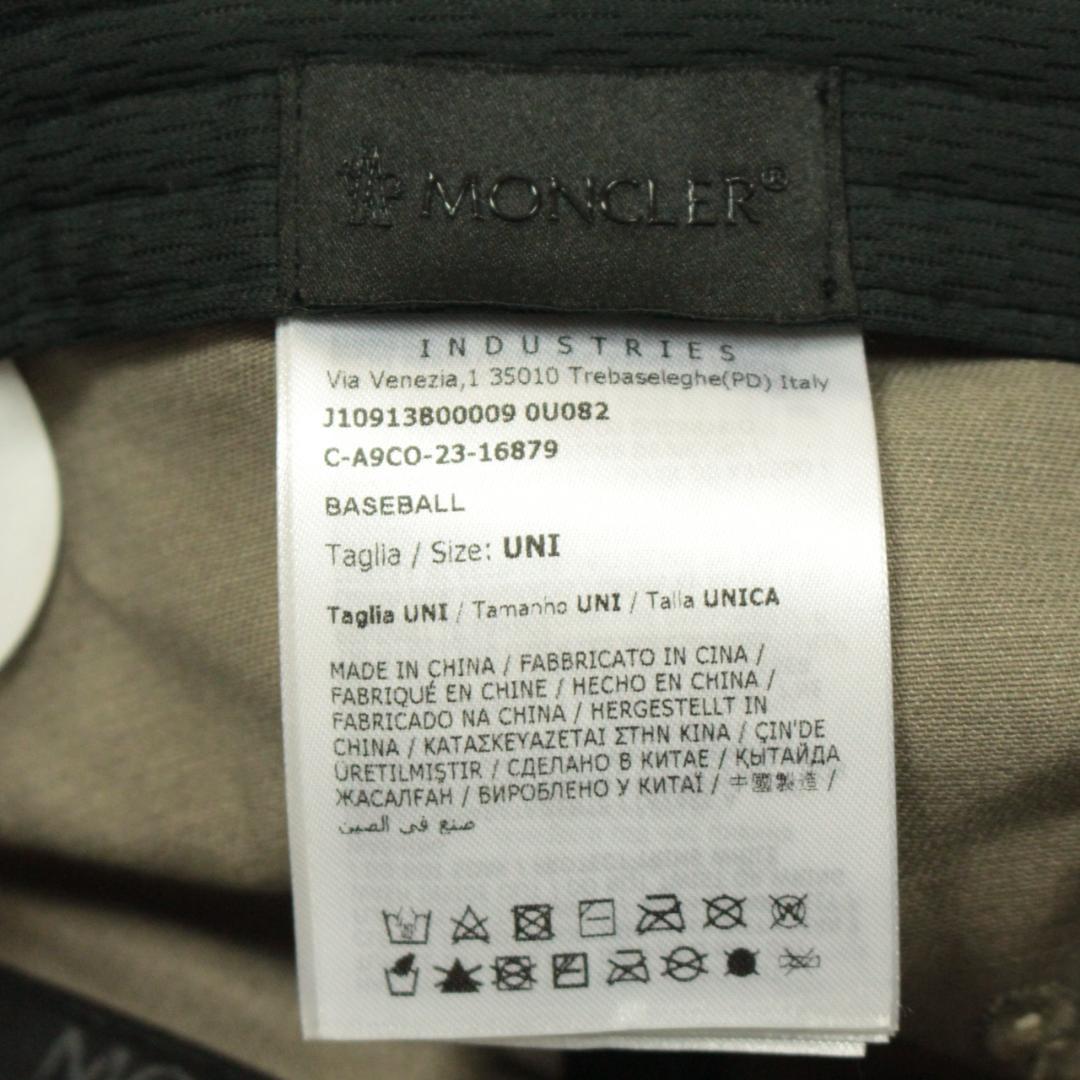 MONCLER®
INDUSTRIES
Via Venezia,1 35010 Trebaseleghe(PD) Italy
J10913B00009 0U082
C-A9CO-23-16879
BASEBALL
Taglia / Size: UNI
Taglia UNI / Tamanho UNI / Talla UNICA
MADE IN CHINA / FABBRICATO IN CINA /
FABRIQUÉ EN CHINE / HECHO EN CHINA /
FABRICADO NA CHINA / HERGESTELLT IN
CHINA / ΚΑΤΑΣΚΕΥΑΖΕΤΑΙ ΣΤΗΝ ΚΙΝΑ / ÇIN'DE
ÜRETILMIŞTIR / СДЕЛАНО В КИТАЕ / ҚЫТАЙДА
ЖАСАЛҒАН / ВИРОБЛЕНО У КИТАЇ / 中國製造 /
صنع في الصين